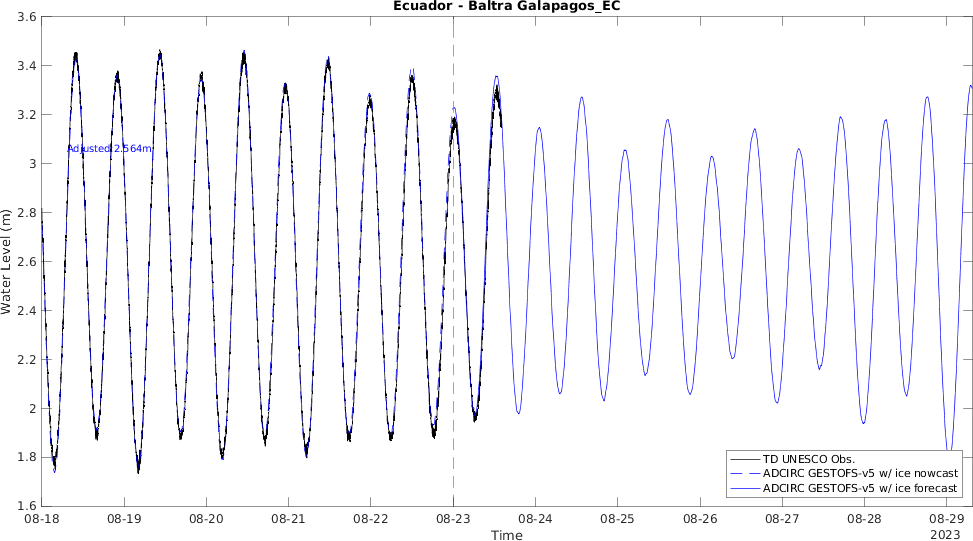 Ecuador - Baltra Galapagos_EC
3.6
3.4
3.2
3
2.8
2.6
2.4
2.2
2
1.8
1.6
Water Level (m)
Adjusted 2.564m
TD UNESCO Obs.
ADCIRC GESTOFS-v5 w/ ice nowcast
ADCIRC GESTOFS-v5 w/ ice forecast
08-18 08-19 08-20 08-21 08-22 08-23 08-24 08-25 08-26 08-27 08-28 08-29
2023
Time